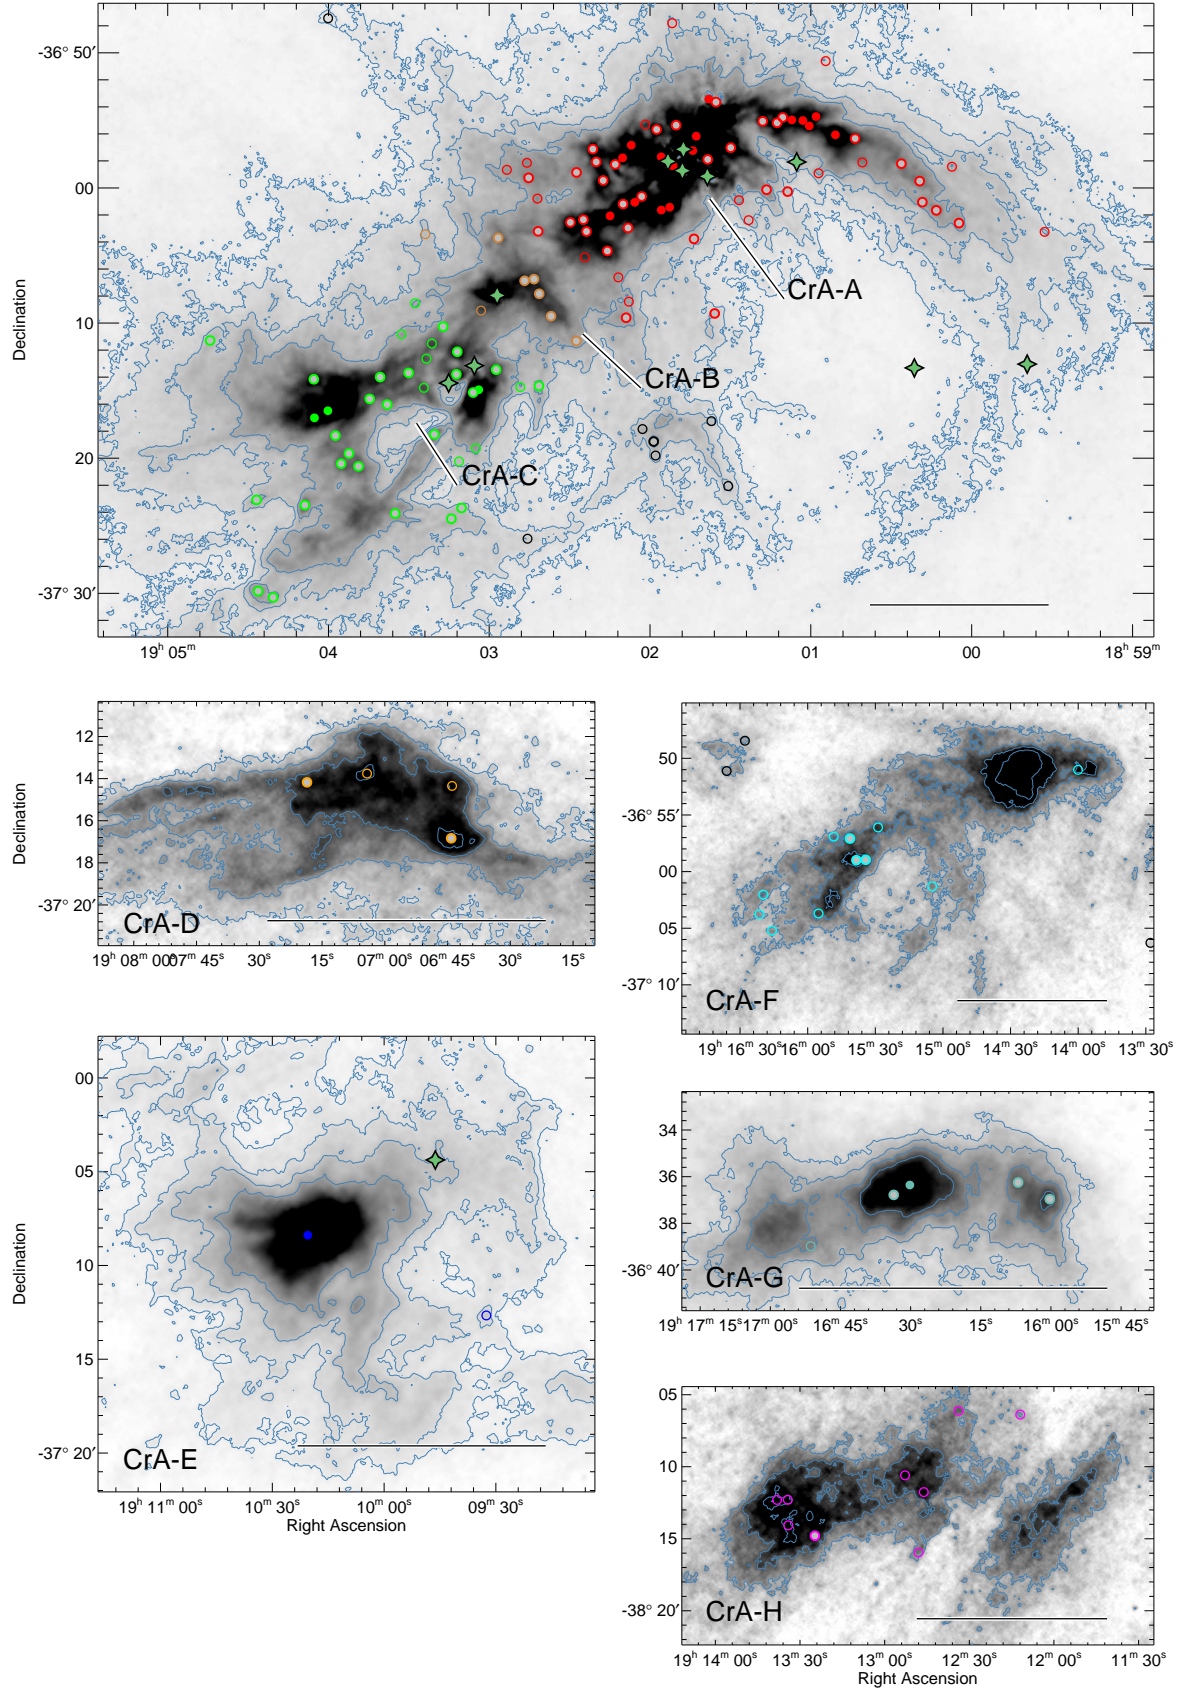 -36° 50′
00
10
20
-37° 30′
Declination
CrA-A
CrA-B
CrA-C
19ʰ 05ᵐ 04 03 02 01 00 18ʰ 59ᵐ
12
14
16
18
-37° 20′
Declination
CrA-D
19ʰ 08ᵐ 00ˢ 07ᵐ 45ˢ 30ˢ 15ˢ 07ᵐ 00ˢ 06ᵐ 45ˢ 30ˢ 15ˢ
50
-36° 55′
00
05
-37° 10′
CrA-F
19ʰ 16ᵐ 30ˢ 16ᵐ 00ˢ 15ᵐ 30ˢ 15ᵐ 00ˢ 14ᵐ 30ˢ 14ᵐ 00ˢ 13ᵐ 30ˢ
00
05
10
15
-37° 20′
Declination
CrA-E
19ʰ 11ᵐ 00ˢ 10ᵐ 30ˢ 10ᵐ 00ˢ 09ᵐ 30ˢ
Right Ascension
34
36
38
-36° 40′
CrA-G
19ʰ 17ᵐ 15ˢ 17ᵐ 00ˢ 16ᵐ 45ˢ 30ˢ 15ˢ 16ᵐ 00ˢ 15ᵐ 45ˢ
05
10
15
-38° 20′
CrA-H
19ʰ 14ᵐ 00ˢ 13ᵐ 30ˢ 13ᵐ 00ˢ 12ᵐ 30ˢ 12ᵐ 00ˢ 11ᵐ 30ˢ
Right Ascension